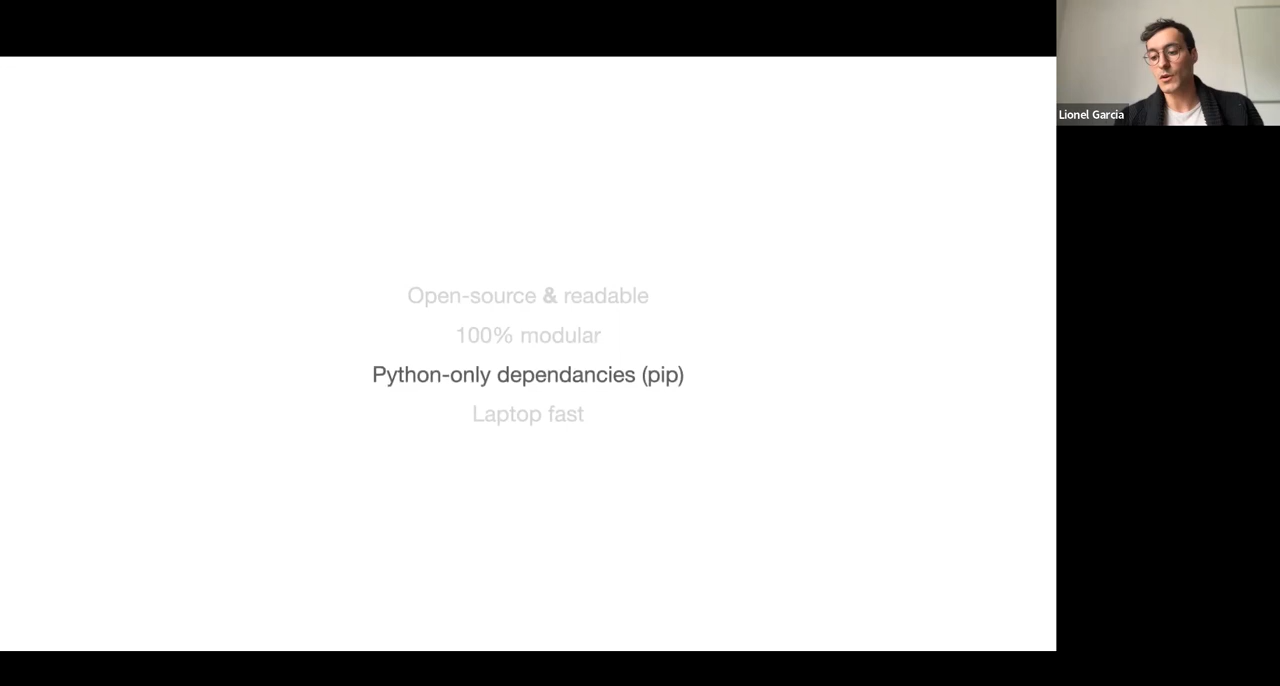 Open-source & readable
100% modular
Python-only dependancies (pip)
Laptop fast
Lionel Garcia